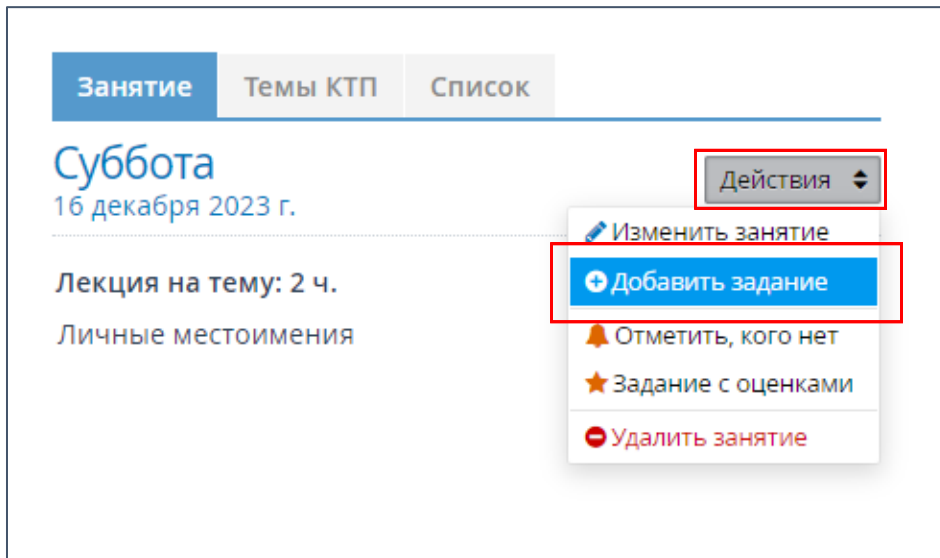 Занятие Темы КТП Список
Суббота
Действия
16 декабря 2023 г.
Изменить занятие
Лекция на тему: 2 ч.
Добавить задание
Личные местоимения
Отметить, кого нет
Задание с оценками
Удалить занятие